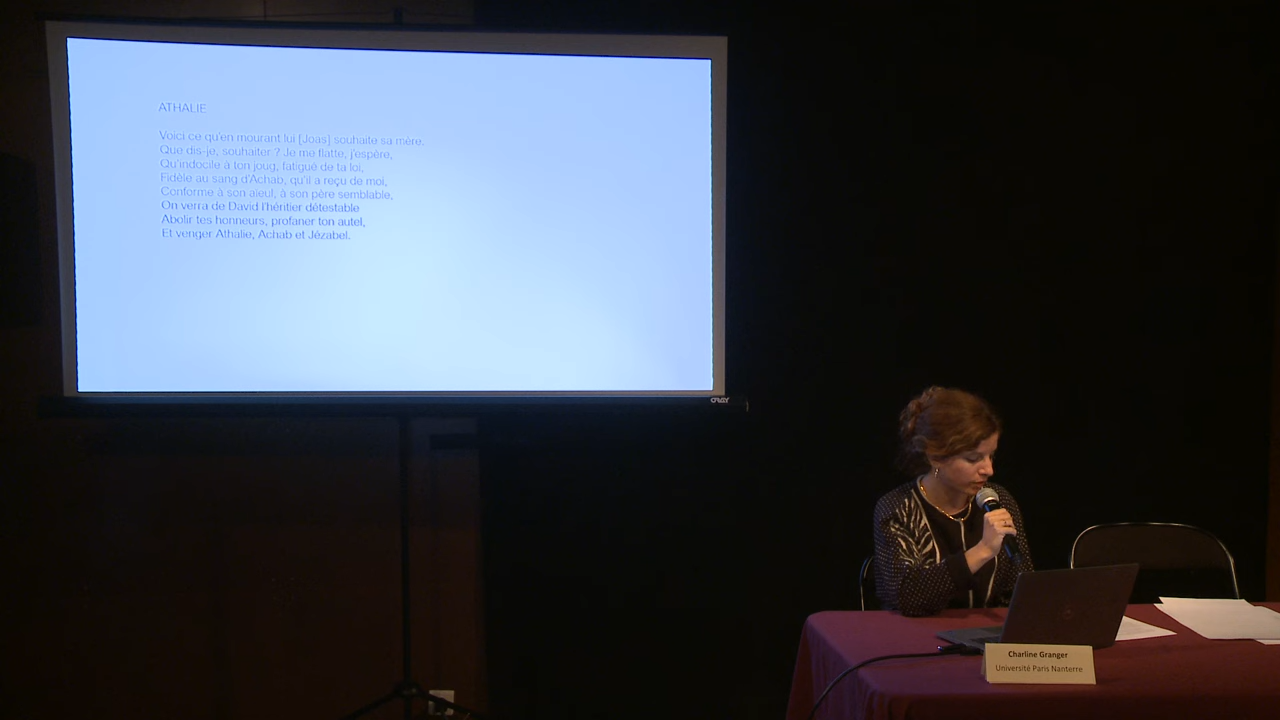 ATHALIE
Voici ce qu'en mourant lui [Joas] souhaite sa mère.
Que dis-je, souhaiter ? Je me flatte, j'espère,
Qu'indocile à ton joug, fatigué de ta loi,
Fidèle au sang d'Achab, qu'il a reçu de moi,
Conforme à son aïeul, à son père semblable,
On verra de David l'héritier détestable
Abolir tes honneurs, profaner ton autel,
Et venger Athalie, Achab et Jézabel.
ORAY
Charline Granger
Université Paris Nanterre